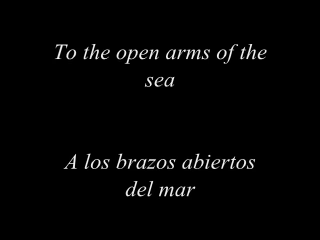 To the open arms of the
sea
A los brazos abiertos
del mar